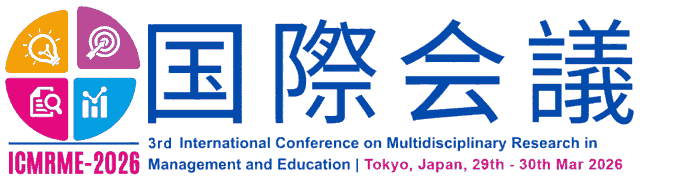 国際会議
3rd International Conference on Multidisciplinary Research in
Management and Education | Tokyo, Japan, 29th - 30th Mar 2026
ICMRME-2026